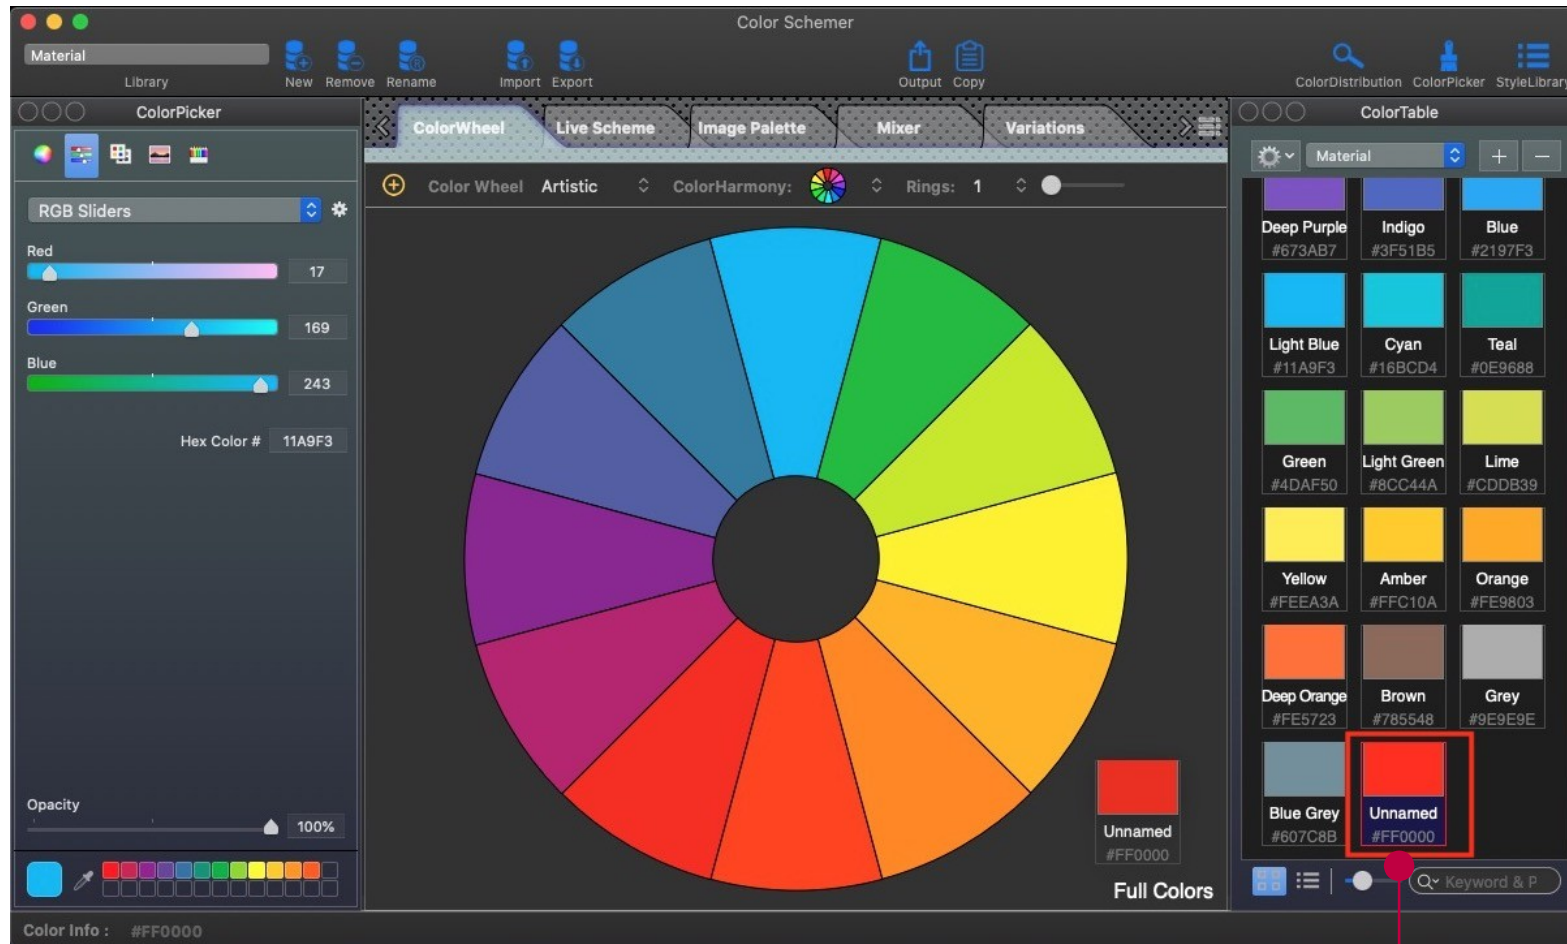 Color Schemer
Material
Library
New Remove Rename Import Export
Output Copy
ColorDistribution ColorPicker StyleLibrary
ColorPicker
RGB Sliders
Red
17
Green
169
Blue
243
Hex Color # 11A9F3
Opacity
100%
ColorWheel Live Scheme Image Palette Mixer Variations
Color Wheel Artistic ColorHarmony: Rings: 1
Unnamed
#FF0000
Full Colors
ColorTable
Material
Deep Purple Indigo Blue
#673AB7 #3F51B5 #2197F3
Light Blue Cyan Teal
#11A9F3 #16BCD4 #0E9688
Green Light Green Lime
#4DAF50 #8CC44A #CDDB39
Yellow Amber Orange
#FEEA3A #FFC10A #FE9803
Deep Orange Brown Grey
#FE5723 #785548 #9E9E9E
Blue Grey Unnamed
#607C8B #FF0000
Keyword & P
Color Info : #FF0000